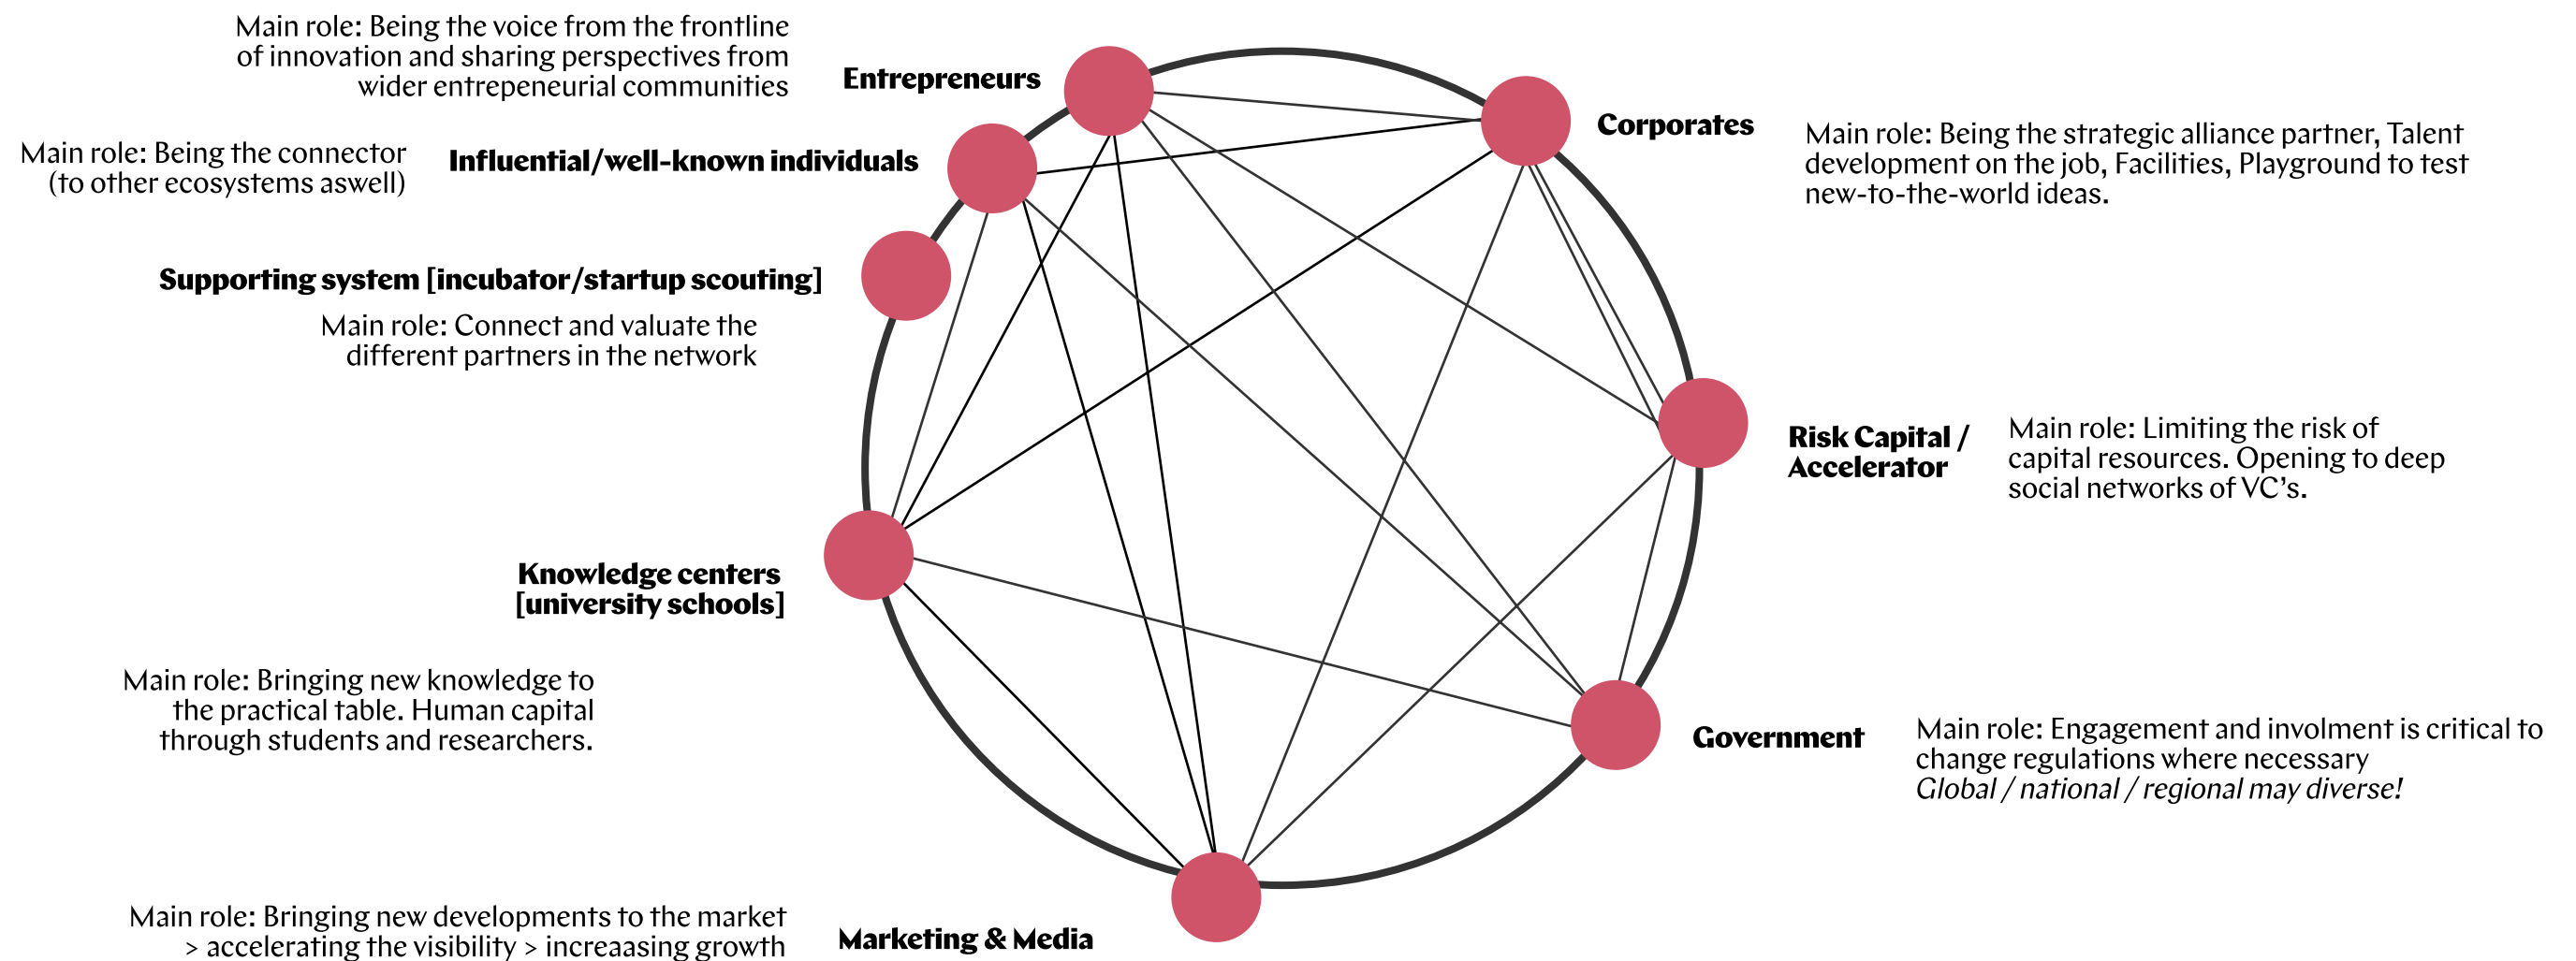 Main role: Being the voice from the frontline
of innovation and sharing perspectives from
wider entrepeneurial communities
Entrepreneurs
Main role: Being the connector
(to other ecosystems aswell)
Influential/well-known individuals
Supporting system [incubator/startup scouting]
Main role: Connect and valuate the
different partners in the network
Knowledge centers
[university schools]
Main role: Bringing new knowledge to
the practical table. Human capital
through students and researchers.
Main role: Bringing new developments to the market
> accelerating the visibility > increaasing growth
Marketing & Media
Corporates
Main role: Being the strategic alliance partner, Talent
development on the job, Facilities, Playground to test
new-to-the-world ideas.
Risk Capital /
Accelerator
Main role: Limiting the risk of
capital resources. Opening to deep
social networks of VC's.
Government
Main role: Engagement and involment is critical to
change regulations where necessary
Global / national / regional may diverse!